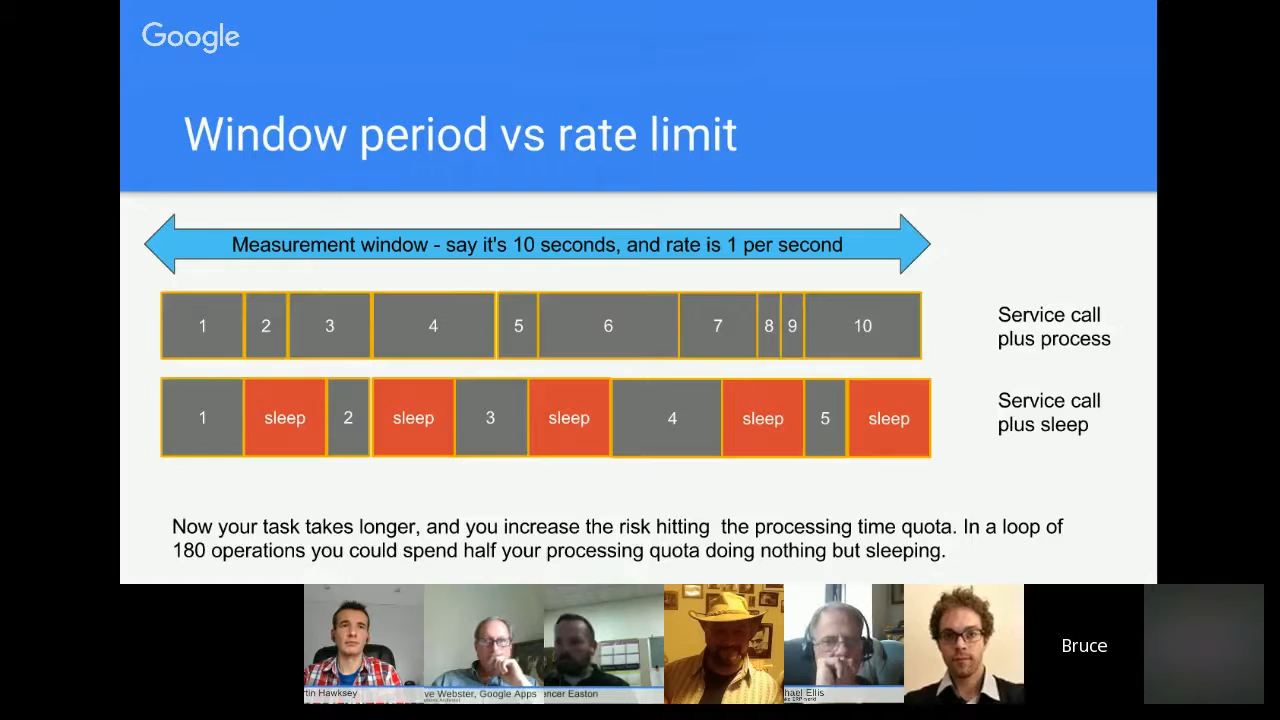 Google
Window period vs rate limit
Measurement window - say it's 10 seconds, and rate is 1 per second
1 2 3 4 5 6 7 8 9 10
Service call
plus process
1 sleep 2 sleep 3 sleep 4 sleep 5 sleep
Service call
plus sleep
Now your task takes longer, and you increase the risk hitting the processing time quota. In a loop of
180 operations you could spend half your processing quota doing nothing but sleeping.
Bruce
rtin Hawksey
ve Webster, Google Apps
encer Easton
hael Ellis